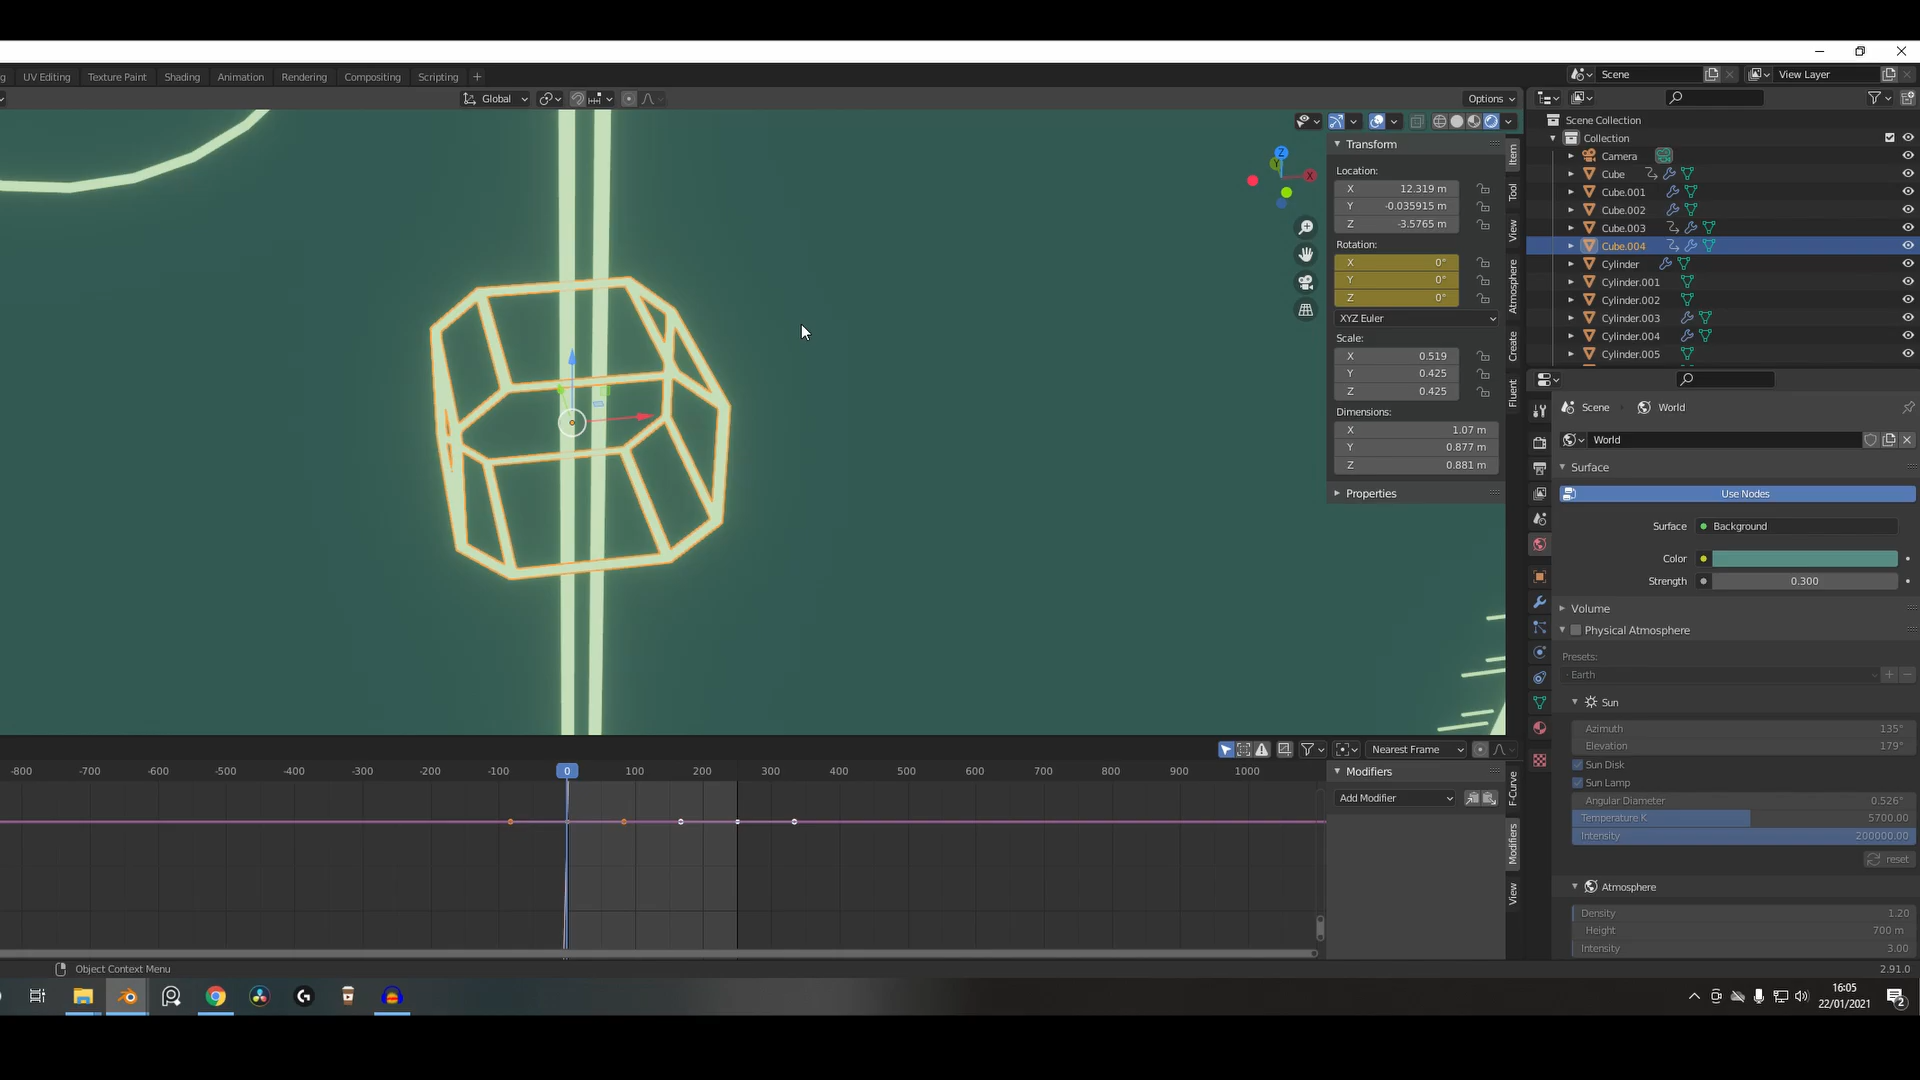 g UV Editing Texture Paint Shading Animation Rendering Compositing Scripting +
Scene
View Layer
Global
Options
Scene Collection
Collection
Camera
Cube
Cube.001
Cube.002
Cube.003
Cube.004
Cylinder
Cylinder.001
Cylinder.002
Cylinder.003
Cylinder.004
Cylinder.005
Z
Y
X
Transform
Location:
X 12.319 m
Y -0.035915 m
Z -3.5765 m
Rotation:
X 0°
Y 0°
Z 0°
XYZ Euler
Scale:
X 0.519
Y 0.425
Z 0.425
Dimensions:
X 1.07 m
Y 0.877 m
Z 0.881 m
Properties
Item
Tool
View
Atmosphere
Create
Fluent
Scene World
World
Surface
Use Nodes
Surface Background
Color
Strength 0.300
Volume
Physical Atmosphere
Presets:
Earth
Sun
Azimuth 135°
Elevation 179°
Sun Disk
Sun Lamp
Angular Diameter 0.526°
Temperature K 5700.00
Intensity 200000.00
reset
Atmosphere
Density 1.20
Height 700 m
Intensity 3.00
Nearest Frame
-800 -700 -600 -500 -400 -300 -200 -100 0 100 200 300 400 500 600 700 800 900 1000
Modifiers
Add Modifier
F-Curve
Modifiers
View
Object Context Menu
2.91.0
16:05
22/01/2021
2